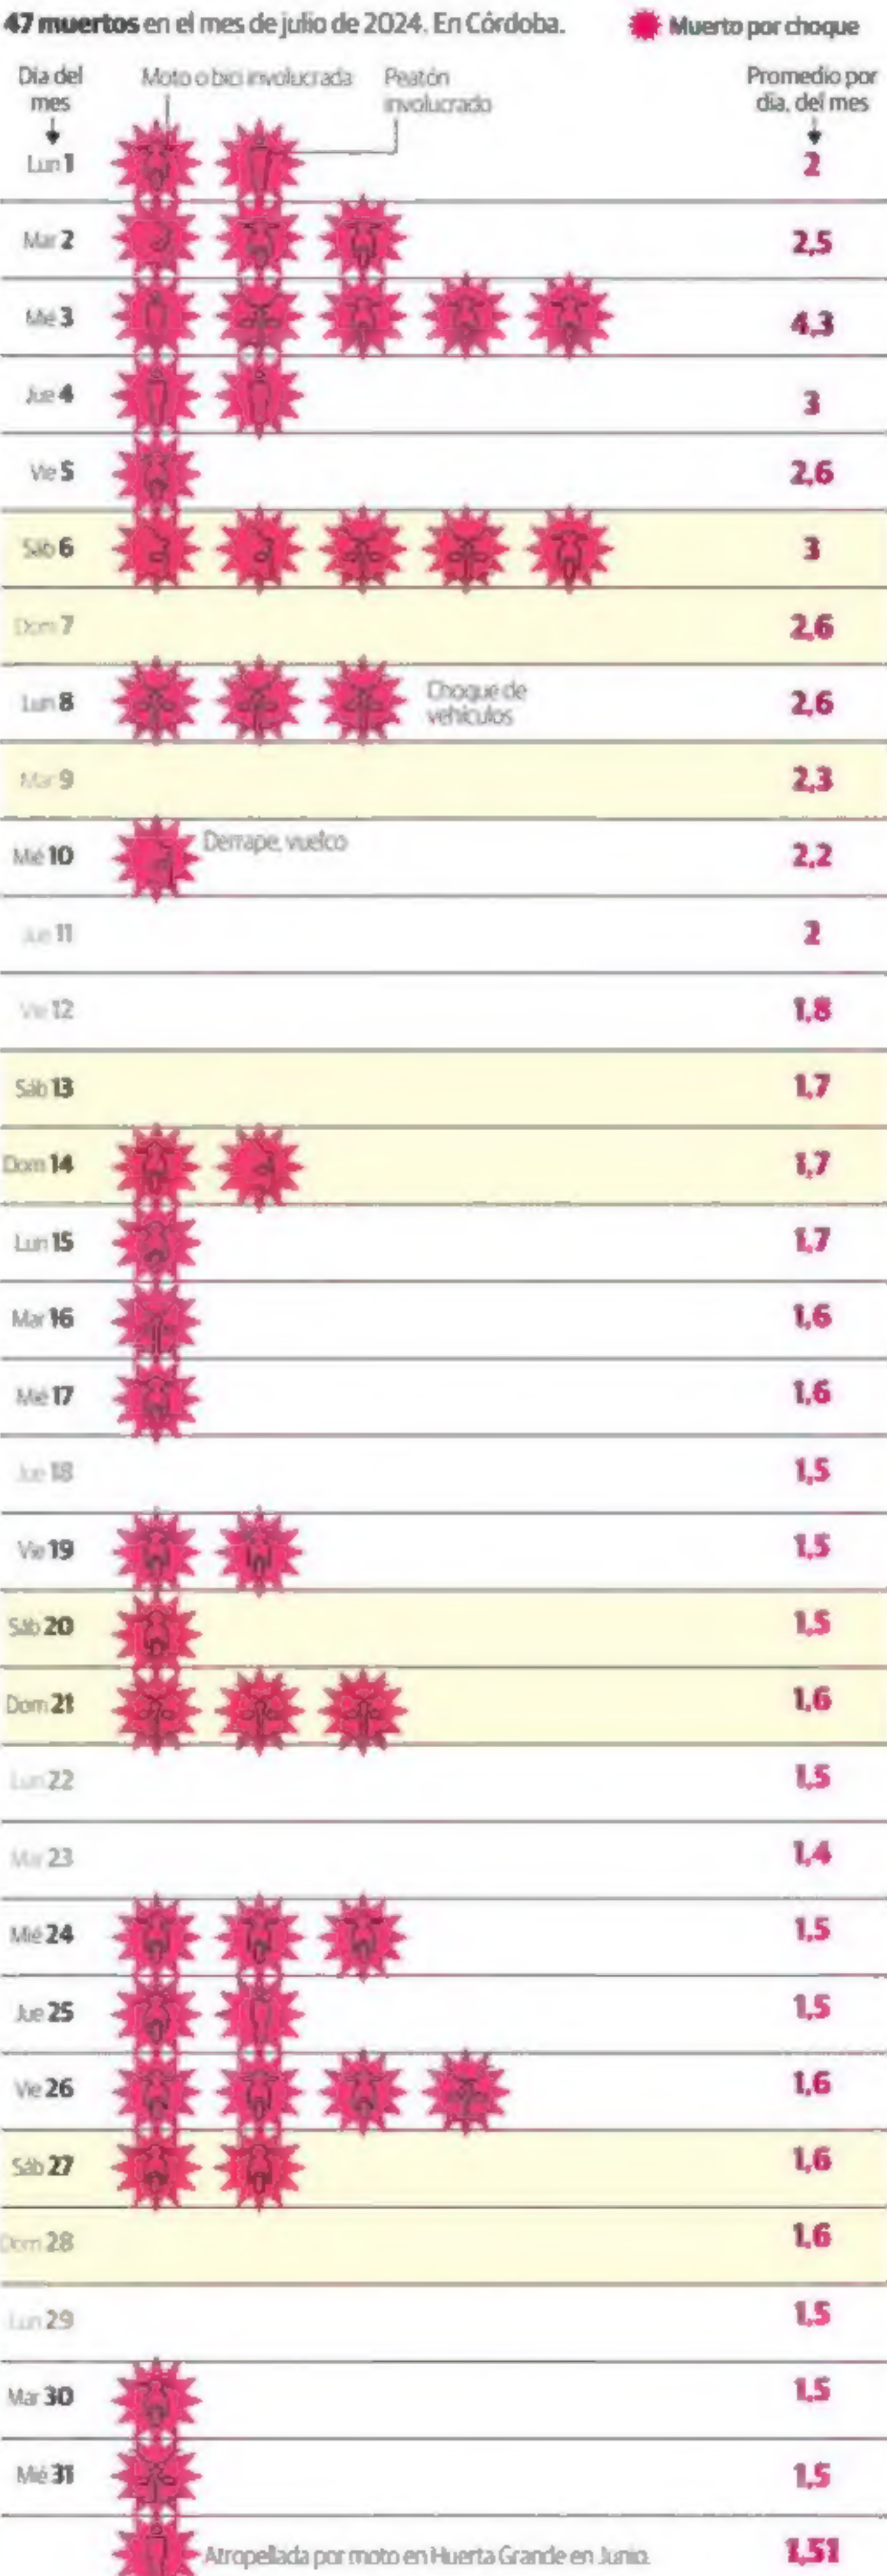 47 muertos en el mes de julio de 2024. En Córdoba.
Muerto por choque
Día del
mes
Moto o bici involucrada
Peatón
involucrado
Promedio por
día, del mes
Lun 1 2
Mar 2 2,5
Mié 3 4,3
Jue 4 3
Vie 5 2,6
Sáb 6 3
Dom 7 2,6
Lun 8 Choque de
vehículos 2,6
Mar 9 2,3
Mié 10 Derrape, vuelco 2,2
Jue 11 2
Vie 12 1,8
Sáb 13 1,7
Dom 14 1,7
Lun 15 1,7
Mar 16 1,6
Mié 17 1,6
Jue 18 1,5
Vie 19 1,5
Sáb 20 1,5
Dom 21 1,6
Lun 22 1,5
Mar 23 1,4
Mié 24 1,5
Jue 25 1,5
Vie 26 1,6
Sáb 27 1,6
Dom 28 1,6
Lun 29 1,5
Mar 30 1,5
Mié 31 1,5
Atropellada por moto en Huerta Grande en Junio. 1,51